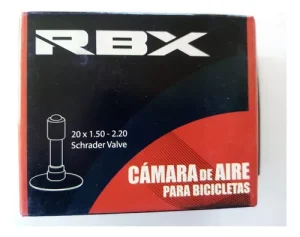 RBX
20 x 1.50 - 2.20
Schrader Valve
CÁMARA DE AIRE
PARA BICICLETAS